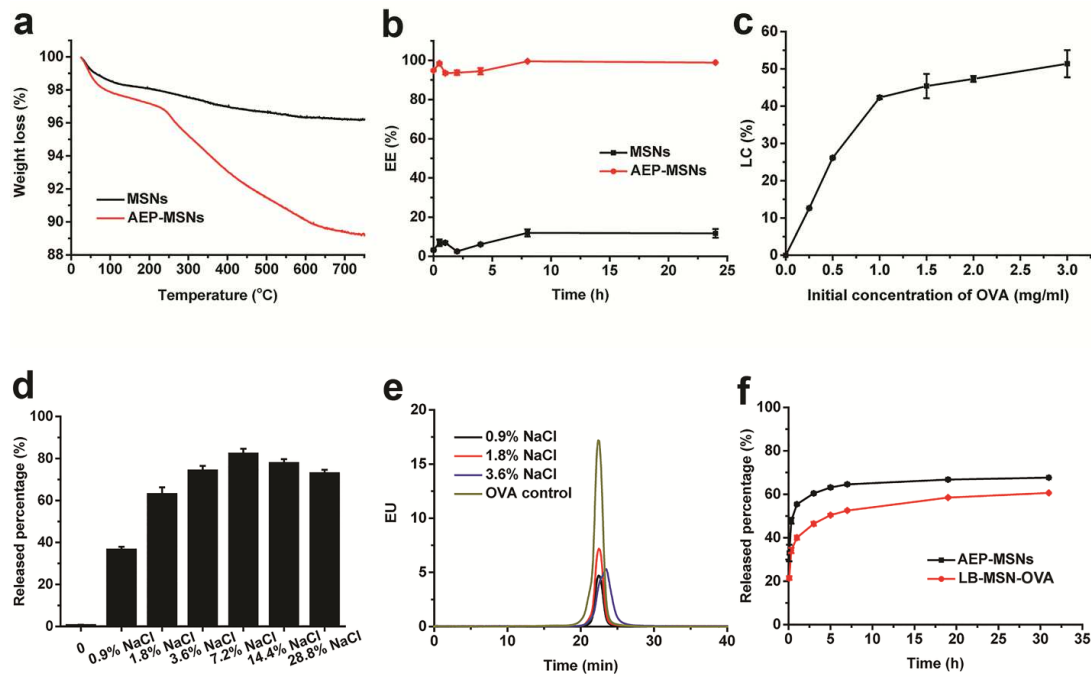 a
100
98
96
94
92
90
88
Weight loss (%)
MSNs
AEP-MSNs
0 100 200 300 400 500 600 700
Temperature (°C)
b
120
100
80
60
40
20
0
EE (%)
MSNs
AEP-MSNs
0 5 10 15 20 25
Time (h)
c
60
50
40
30
20
10
0
LC (%)
0.0 0.5 1.0 1.5 2.0 2.5 3.0
Initial concentration of OVA (mg/ml)
d
100
80
60
40
20
0
Released percentage (%)
0 0.9% NaCl 1.8% NaCl 3.6% NaCl 7.2% NaCl 14.4% NaCl 28.8% NaCl
e
20
15
10
5
0
EU
0.9% NaCl
1.8% NaCl
3.6% NaCl
OVA control
0 10 20 30 40
Time (min)
f
100
80
60
40
20
0
Released percentage (%)
AEP-MSNs
LB-MSN-OVA
0 5 10 15 20 25 30 35
Time (h)